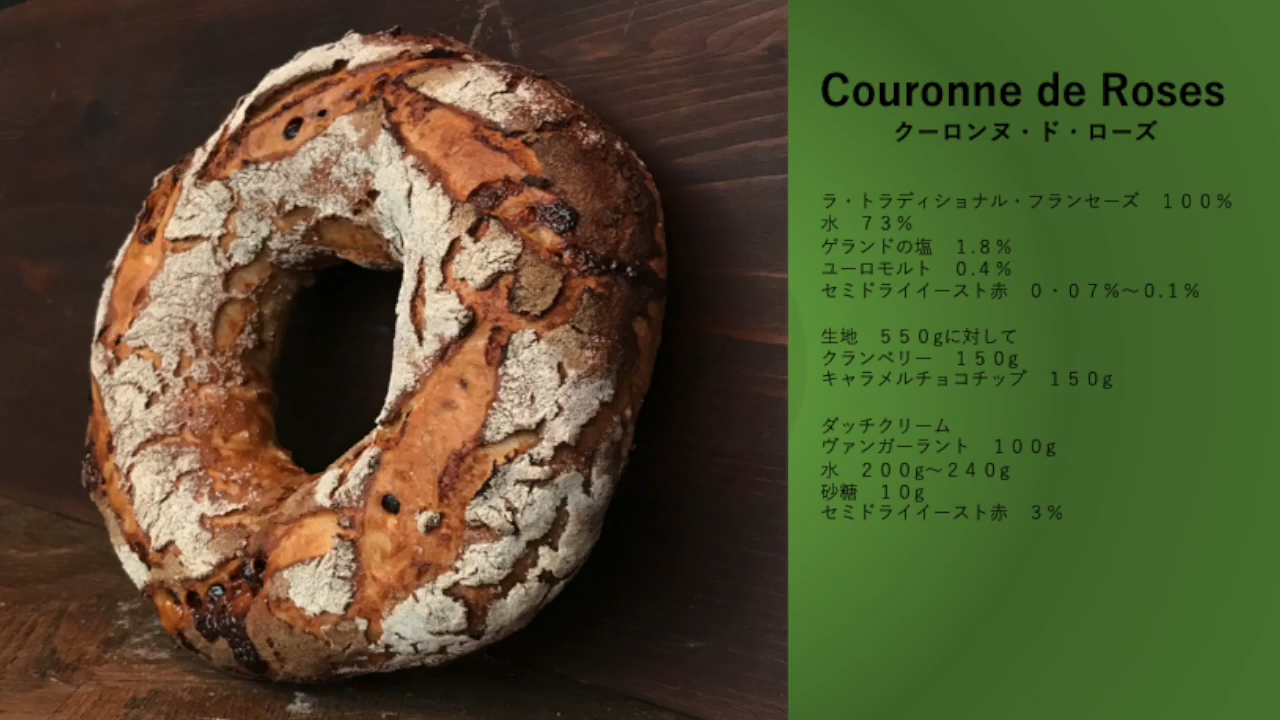 Couronne de Roses
クーロンヌ・ド・ローズ
ラ・トラディショナル・フランセーズ　１００％
水　７３％
ゲランドの塩　1.8％
ユーロモルト　0.4％
セミドライイースト赤　０・０７％～0.1％
生地　５５０gに対して
クランベリー　１５０g
キャラメルチョコチップ　１５０g
ダッチクリーム
ヴァンガーラント　１００g
水　２００g～２４０g
砂糖　１０g
セミドライイースト赤　３％